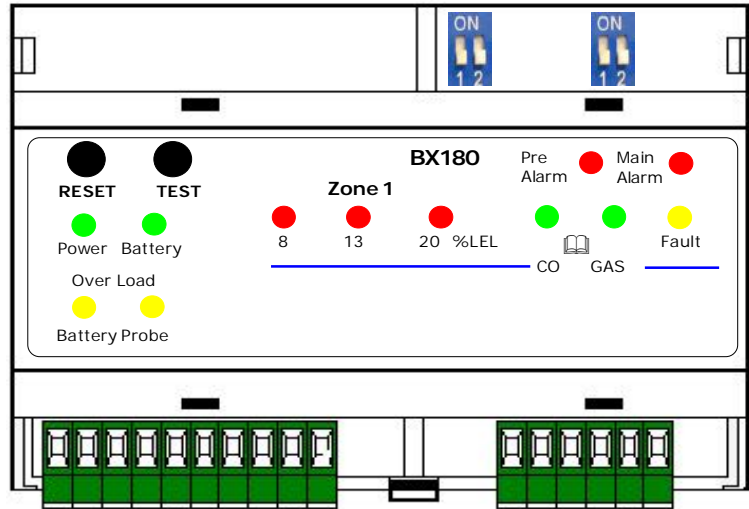 ON ON
1 2 1 2
BX180 Pre Alarm Main Alarm
RESET TEST Zone 1
8 13 20 %LEL
Power Battery CO GAS Fault
Over Load
Battery Probe